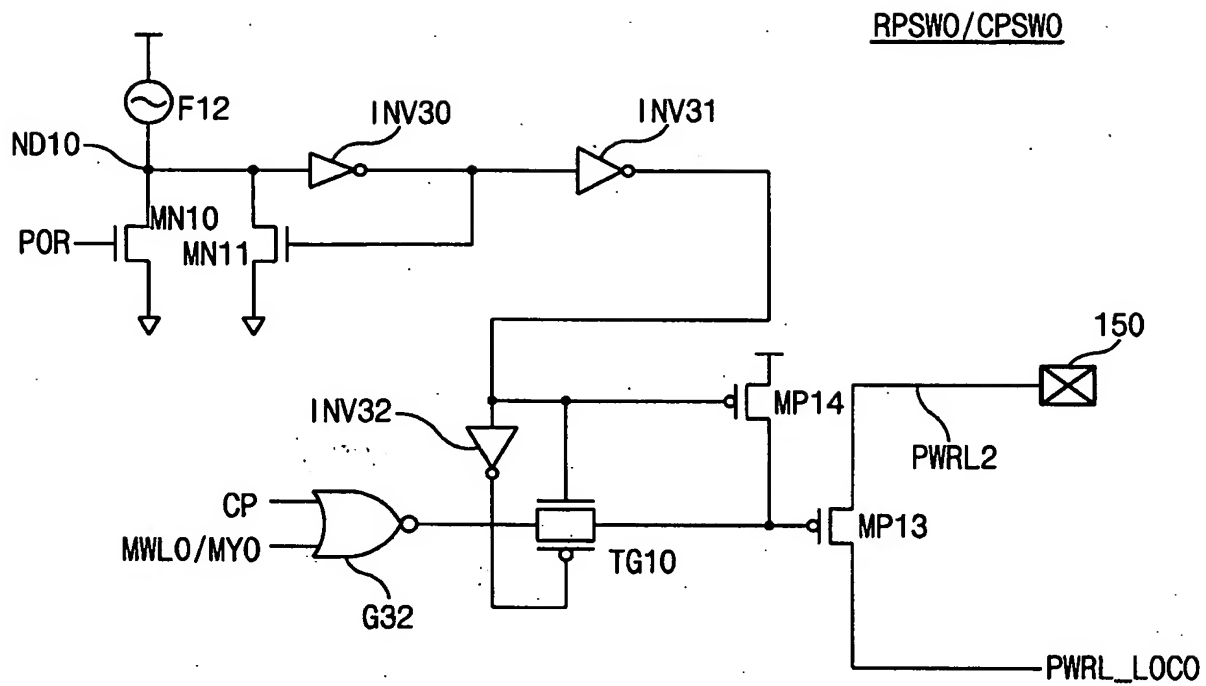 RPSW0/CPSW0
F12
INV30
INV31
ND10
MN10
POR
MN11
150
INV32
MP14
PWRL2
CP
MP13
MWL0/MY0
TG10
G32
PWRL_LOC0